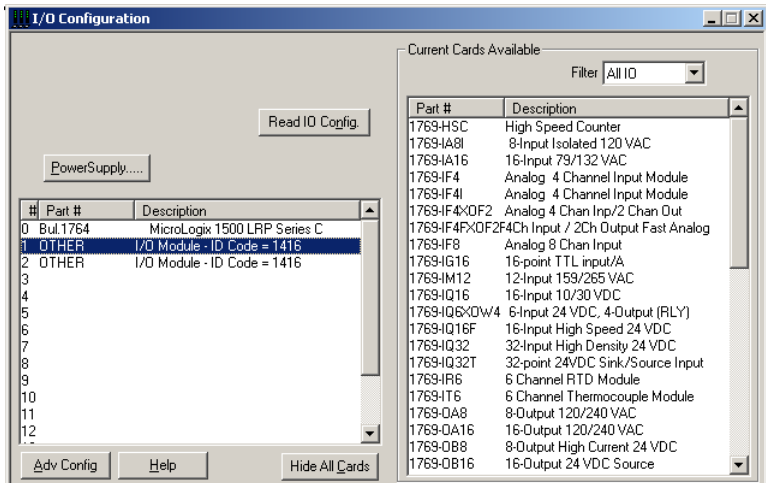 I/O Configuration
Read IO Config.
PowerSupply.....
# Part # Description
0 Bul.1764 MicroLogix 1500 LRP Series C
1 OTHER I/O Module - ID Code = 1416
2 OTHER I/O Module - ID Code = 1416
3
4
5
6
7
8
9
10
11
12
Adv Config Help Hide All Cards
Current Cards Available
Filter All IO
Part # Description
1769-HSC High Speed Counter
1769-IA8I 8-Input Isolated 120 VAC
1769-IA16 16-Input 79/132 VAC
1769-IF4 Analog 4 Channel Input Module
1769-IF4I Analog 4 Channel Input Module
1769-IF4XOF2 Analog 4 Chan Inp/2 Chan Out
1769-IF4FXOF2F4Ch Input / 2Ch Output Fast Analog
1769-IF8 Analog 8 Chan Input
1769-IG16 16-point TTL input/A
1769-IM12 12-Input 159/265 VAC
1769-IQ16 16-Input 10/30 VDC
1769-IQ6XOW4 6-Input 24 VDC, 4-Output (RLY)
1769-IQ16F 16-Input High Speed 24 VDC
1769-IQ32 32-Input High Density 24 VDC
1769-IQ32T 32-point 24VDC Sink/Source Input
1769-IR6 6 Channel RTD Module
1769-IT6 6 Channel Thermocouple Module
1769-OA8 8-Output 120/240 VAC
1769-OA16 16-Output 120/240 VAC
1769-OB8 8-Output High Current 24 VDC
1769-OB16 16-Output 24 VDC Source